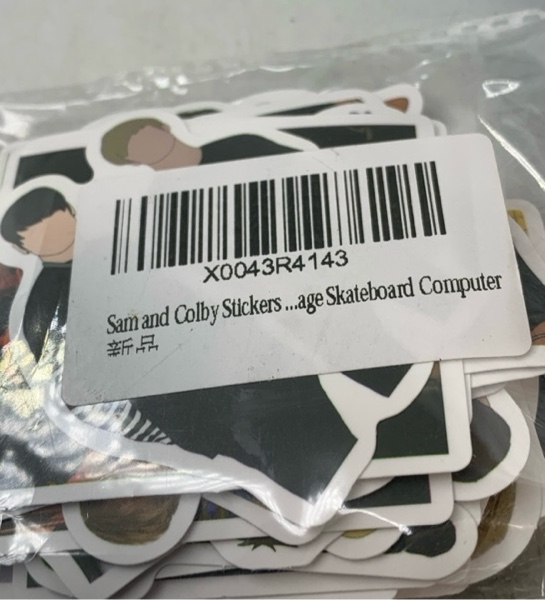 X0043R4143
Sam and Colby Stickers ...age Skateboard Computer
新品